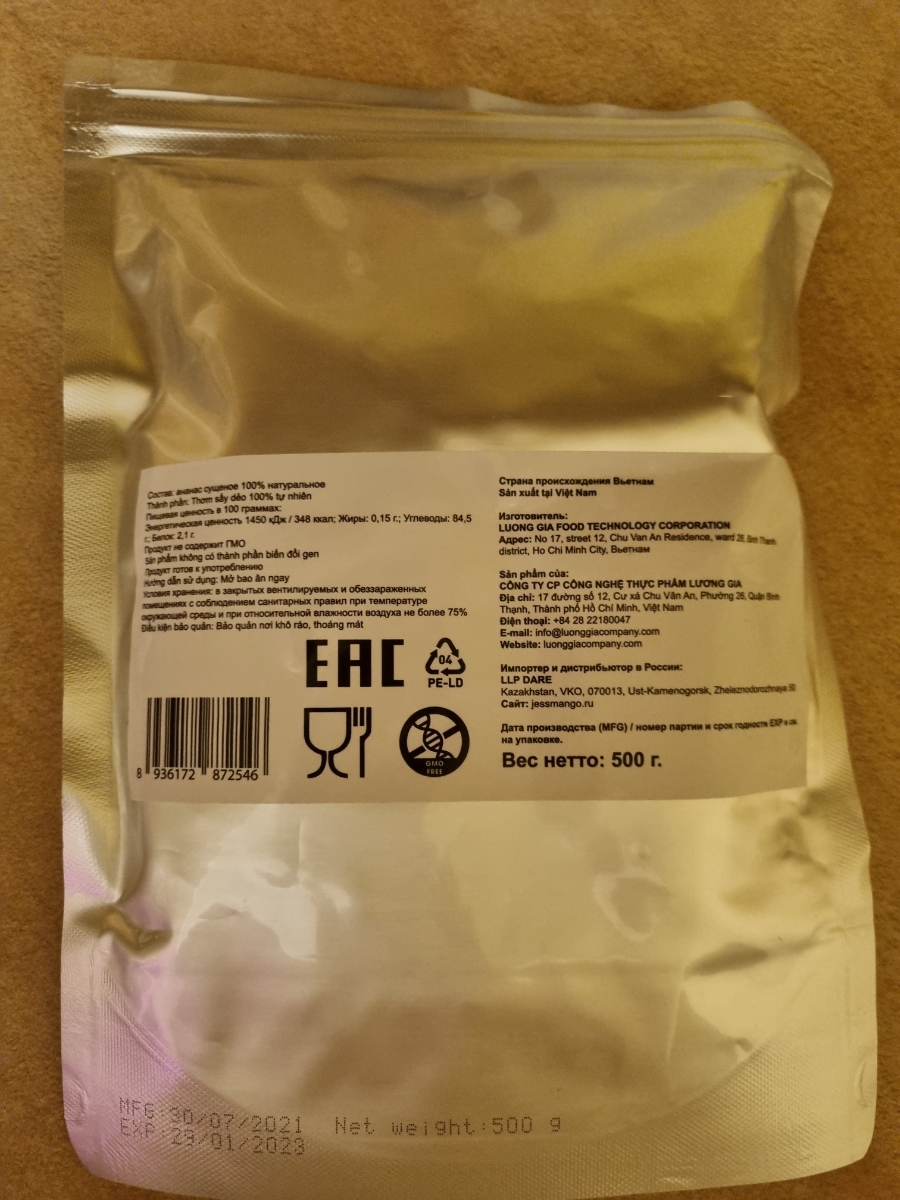 Состав: ананас сушеное 100% натуральное
Thành phần: Thơm sấy dẻo 100% tự nhiên
Пищевая ценность в 100 граммах:
Энергетическая ценность 1450 кДж / 348 ккал; Жиры: 0,15 г.; Углеводы: 84,5
г.; Белок: 2,1 г.
Продукт не содержит ГМО
Sản phẩm không có thành phần biến đổi gen
Продукт готов к употреблению
Hướng dẫn sử dụng: Mở bao ăn ngay
Условия хранения: в закрытых вентилируемых и обеззараженных
помещениях с соблюдением санитарных правил при температуре
окружающей среды и при относительной влажности воздуха не более 75%
Điều kiện bảo quản: Bảo quản nơi khô ráo, thoáng mát
EAC
04
PE-LD
8 936172 872546
GMO
FREE
Страна происхождения Вьетнам
Sản xuất tại Việt Nam
Изготовитель:
LUONG GIA FOOD TECHNOLOGY CORPORATION
Адрес: No 17, street 12, Chu Van An Residence, ward 26, Binh Thanh
district, Ho Chi Minh City, Вьетнам
Sản phẩm của:
CÔNG TY CP CÔNG NGHỆ THỰC PHẨM LƯƠNG GIA
Địa chỉ: 17 đường số 12, Cư xá Chu Văn An, Phường 26, Quận Bình
Thạnh, Thành phố Hồ Chí Minh, Việt Nam
Điện thoại: +84 28 22180047
E-mail: info@luonggiacompany.com
Website: luonggiacompany.com
Импортер и дистрибьютор в России:
LLP DARE
Kazakhstan, VKO, 070013, Ust-Kamenogorsk, Zheleznodorozhnaya 50
Сайт: jessmango.ru
Дата производства (MFG) / номер партии и срок годности EXP и см.
на упаковке.
Вес нетто: 500 г.
MFG:30/07/2021 Net weight:500 g
EXP:29/01/2023